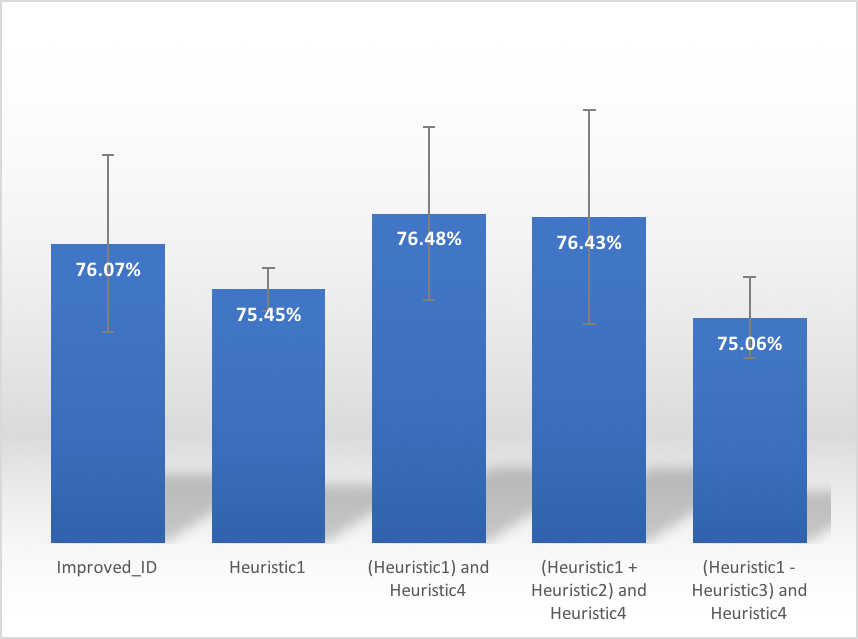 76.07%
75.45%
76.48%
76.43%
75.06%
Improved_ID
Heuristic1
(Heuristic1) and
Heuristic4
(Heuristic1 +
Heuristic2) and
Heuristic4
(Heuristic1 -
Heuristic3) and
Heuristic4